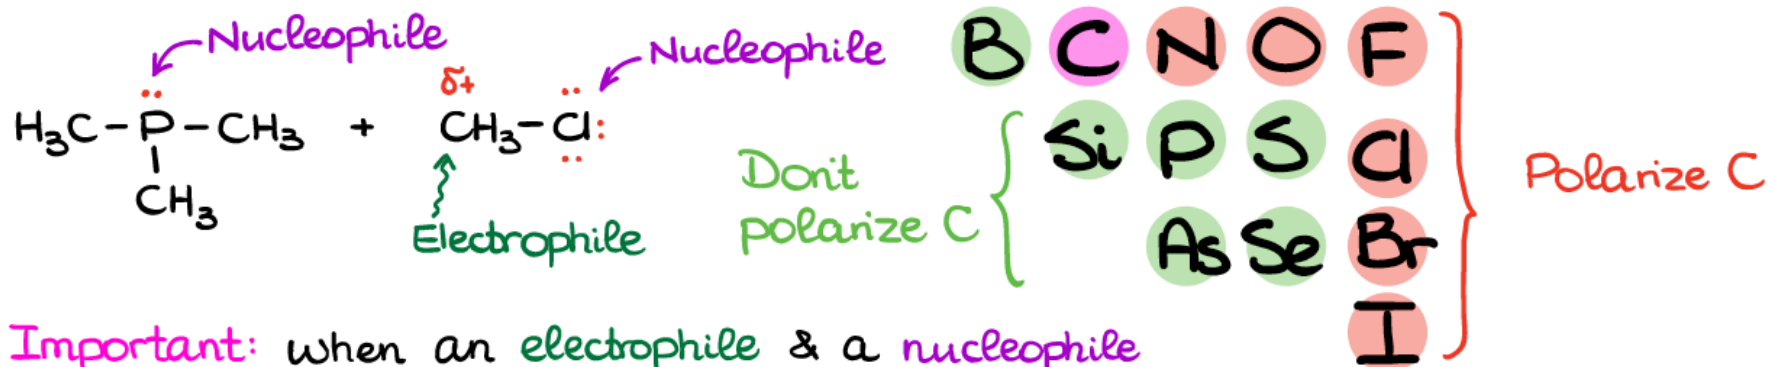 Nucleophile
Nucleophile
B C N O F
δ+
H₃C-P-CH₃ + CH₃-Cl:
CH₃
Si P S Cl
Don't
polarize C
Polarize C
Electrophile
As Se Br
I
Important: when an electrophile & a nucleophile